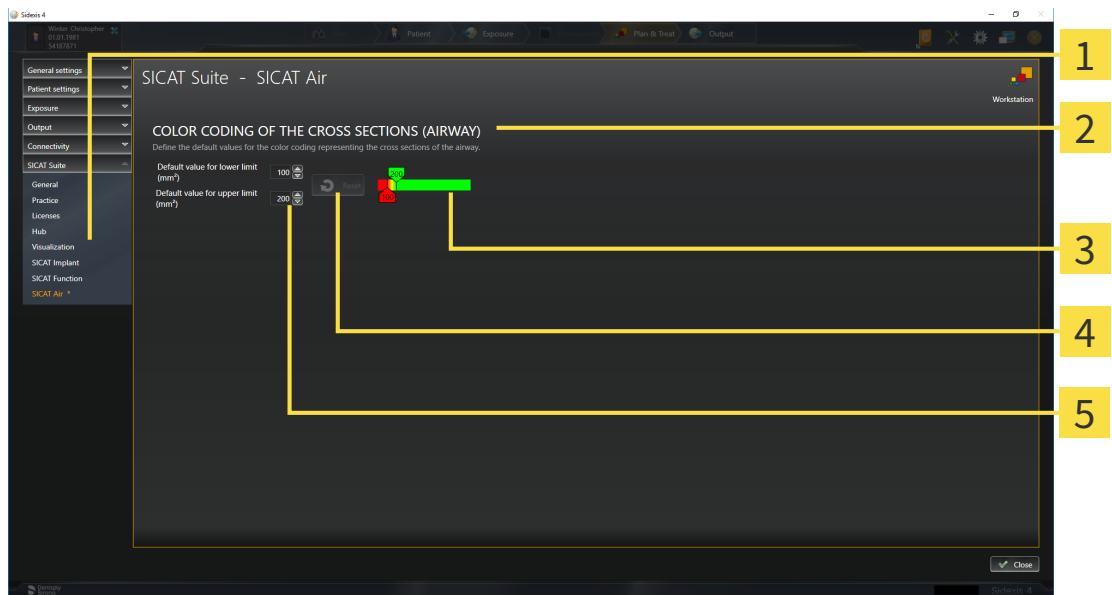 Sidexis 4
Winter Christopher
01.01.1981
54187871
Patient
Exposure
Plan & Treat
Output
N
General settings
Patient settings
Exposure
Output
Connectivity
SICAT Suite
General
Practice
Licenses
Hub
Visualization
SICAT Implant
SICAT Function
SICAT Air *
SICAT Suite - SICAT Air
Workstation
COLOR CODING OF THE CROSS SECTIONS (AIRWAY)
Define the default values for the color coding representing the cross sections of the airway.
Default value for lower limit
(mm²)
100
Default value for upper limit
(mm²)
200
Reset
200
100
Close
Dentsply
Sirona
Sidexis 4
1
2
3
4
5